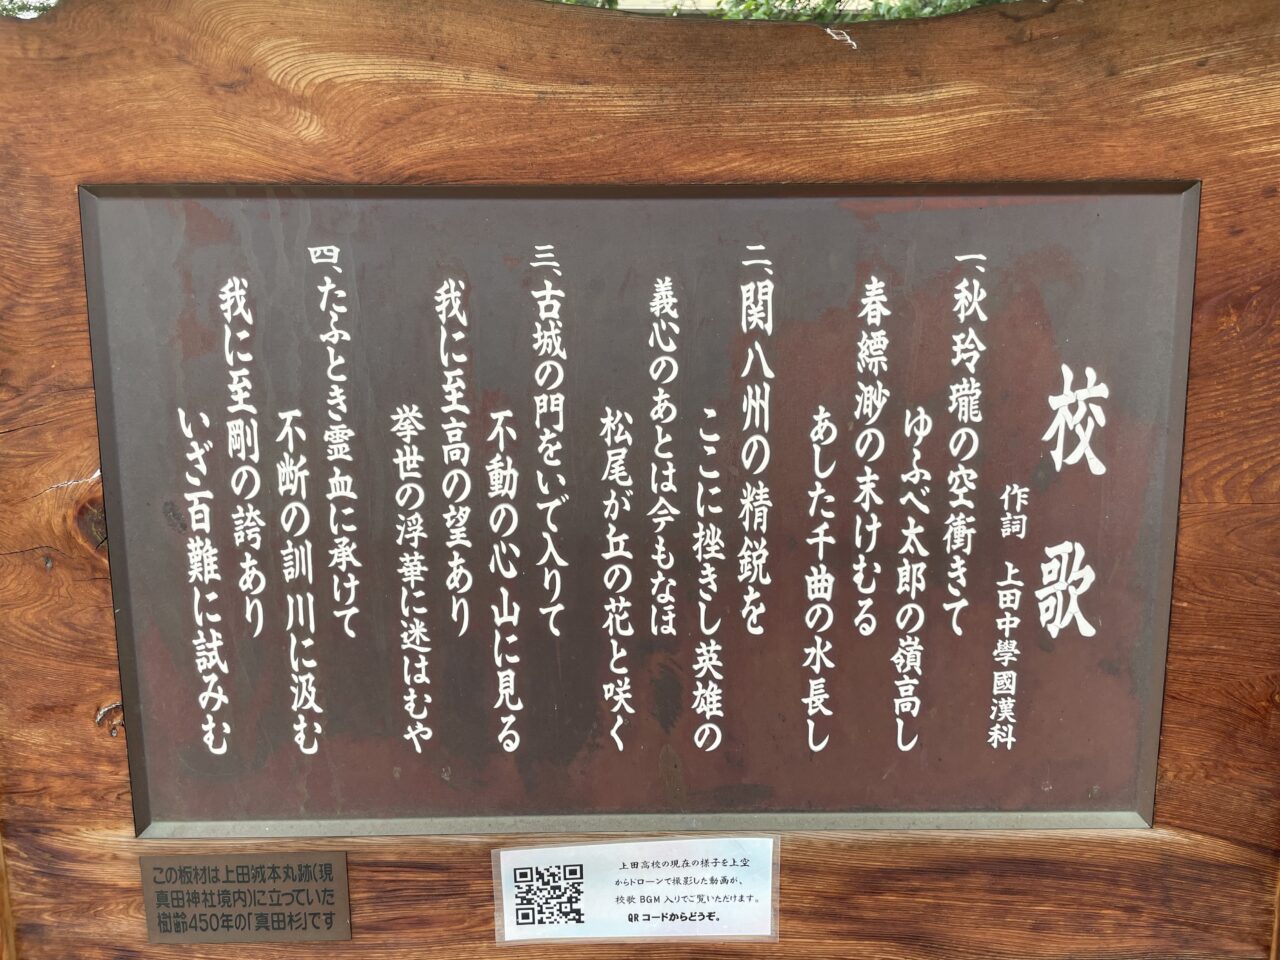 校歌
作詞 上田中學國漢科
一、秋玲瓏の空衝きて
ゆふべ太郎の嶺高し
春縹渺の末けむる
あした千曲の水長し
二、関八州の精鋭を
ここに挫きし英雄の
義心のあとは今もなほ
松尾が丘の花と咲く
三、古城の門をいで入りて
不動の心山に見る
我に至高の望あり
挙世の浮華に迷はむや
四、たふとき霊血に承けて
不断の訓川に汲む
我に至剛の誇あり
いざ百難に試みむ
この板材は上田城本丸跡(現
真田神社境内)に立っていた
樹齢450年の「真田杉」です
上田高校の現在の様子を上空
からドローンで撮影した動画が、
校歌 BGM 入りでご覧いただけます。
QR コードからどうぞ。